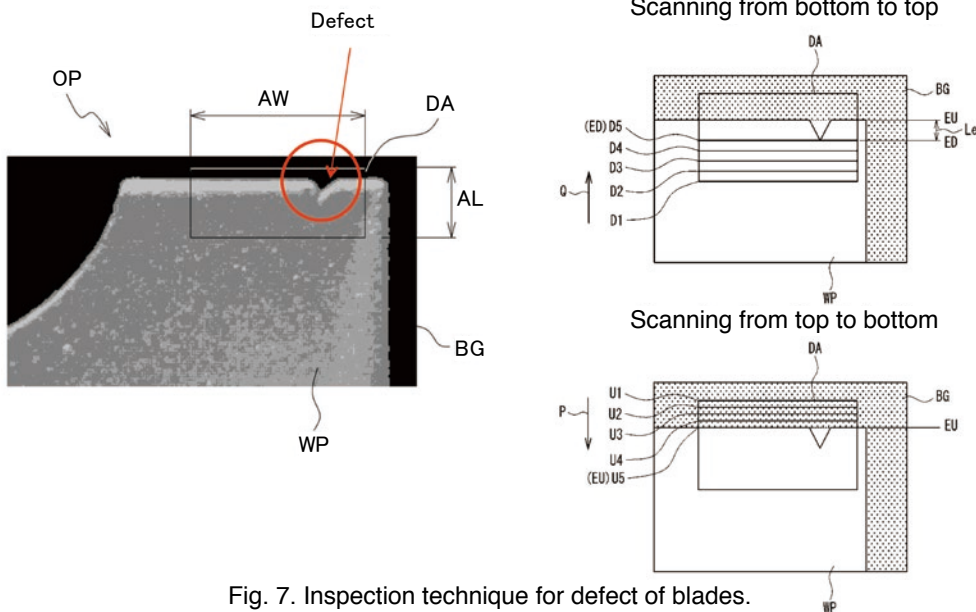 Defect
OP
AW
DA
AL
BG
WP
Scanning from bottom to top
DA
BG
EU
Le
ED
(ED)D5
D4
D3
D2
D1
Q
WP
Scanning from top to bottom
DA
BG
EU
P
U1
U2
U3
U4
(EU)U5
WP
Fig. 7. Inspection technique for defect of blades.